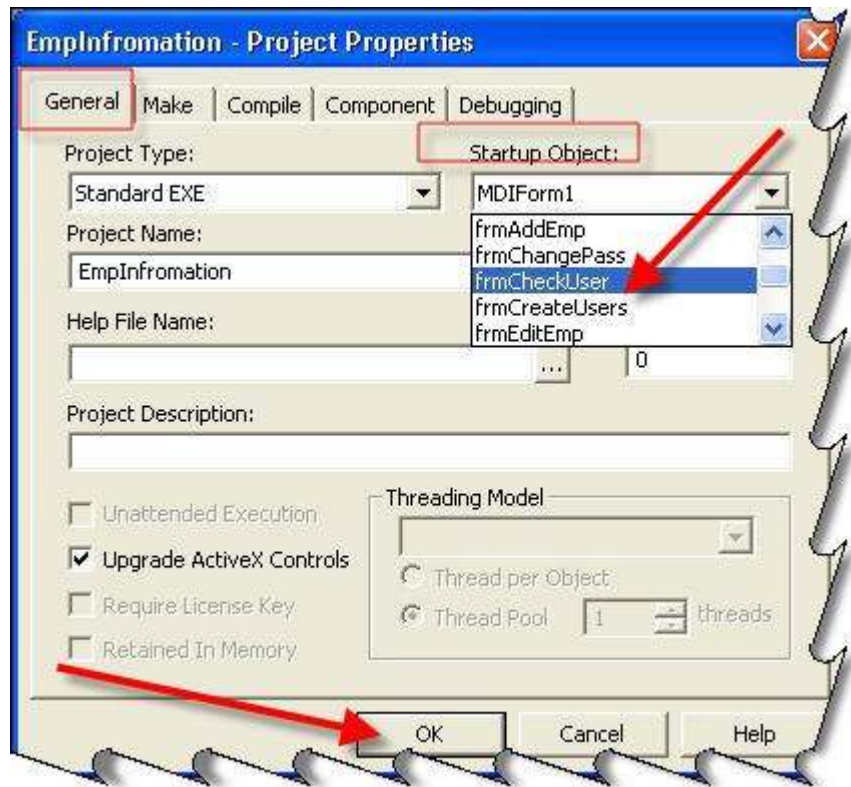 EmpInfromation - Project Properties
General Make Compile Component Debugging
Project Type: Startup Object:
Standard EXE MDIForm1
frmAddEmp
Project Name: frmChangePass
EmpInfromation frmCheckUser
frmCreateUsers
Help File Name: frmEditEmp
... 0
Project Description:
Threading Model
Unattended Execution
Upgrade ActiveX Controls
Thread per Object
Require License Key Thread Pool 1 threads
Retained In Memory
OK Cancel Help